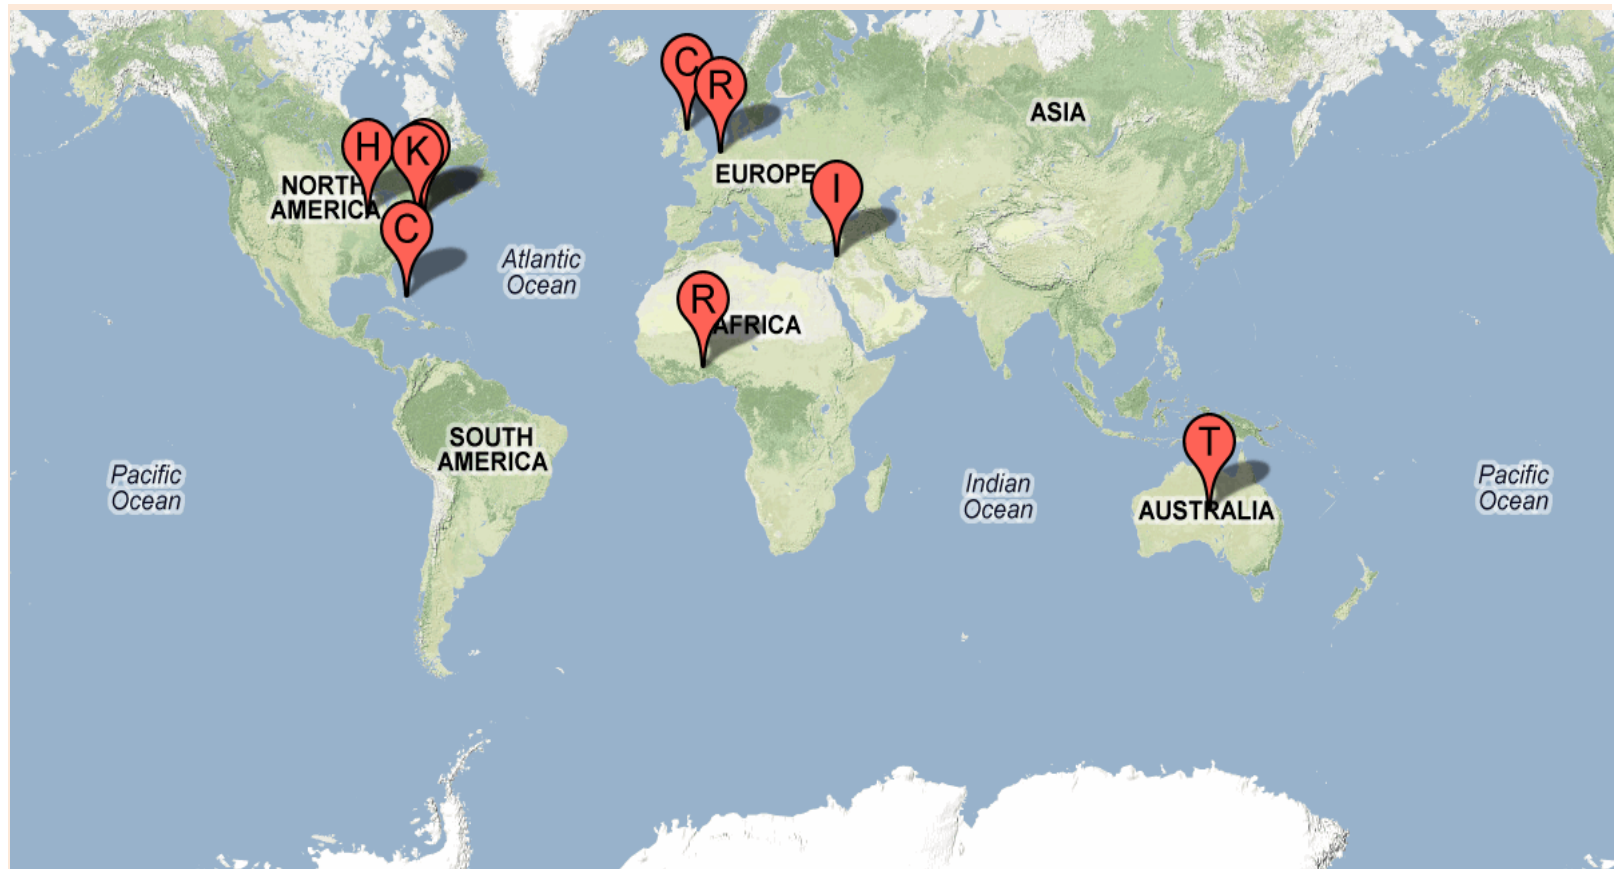 C
R
ASIA
H
K
EUROPE
I
NORTH
AMERICA
C
Atlantic
Ocean
R
AFRICA
SOUTH
AMERICA
T
Pacific
Ocean
Indian
Ocean
AUSTRALIA
Pacific
Ocean